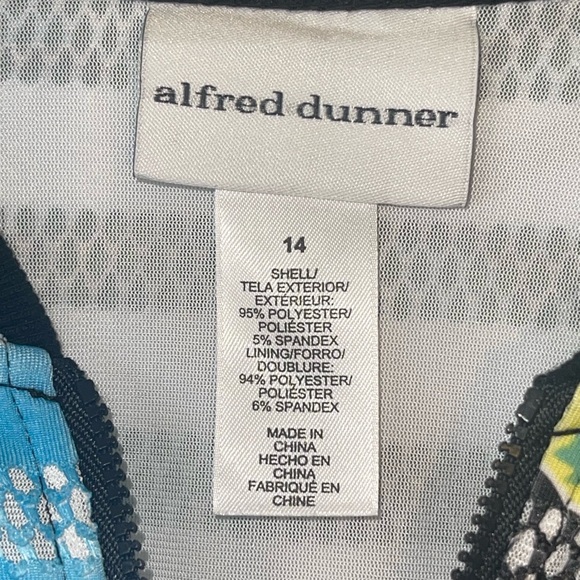 alfred dunner
14
SHELL/
TELA EXTERIOR/
EXTÉRIEUR:
95% POLYESTER/
POLIÉSTER
5% SPANDEX
LINING/FORRO/
DOUBLURE:
94% POLYESTER/
POLIÉSTER
6% SPANDEX
MADE IN
CHINA
HECHO EN
CHINA
FABRIQUÉ EN
CHINE